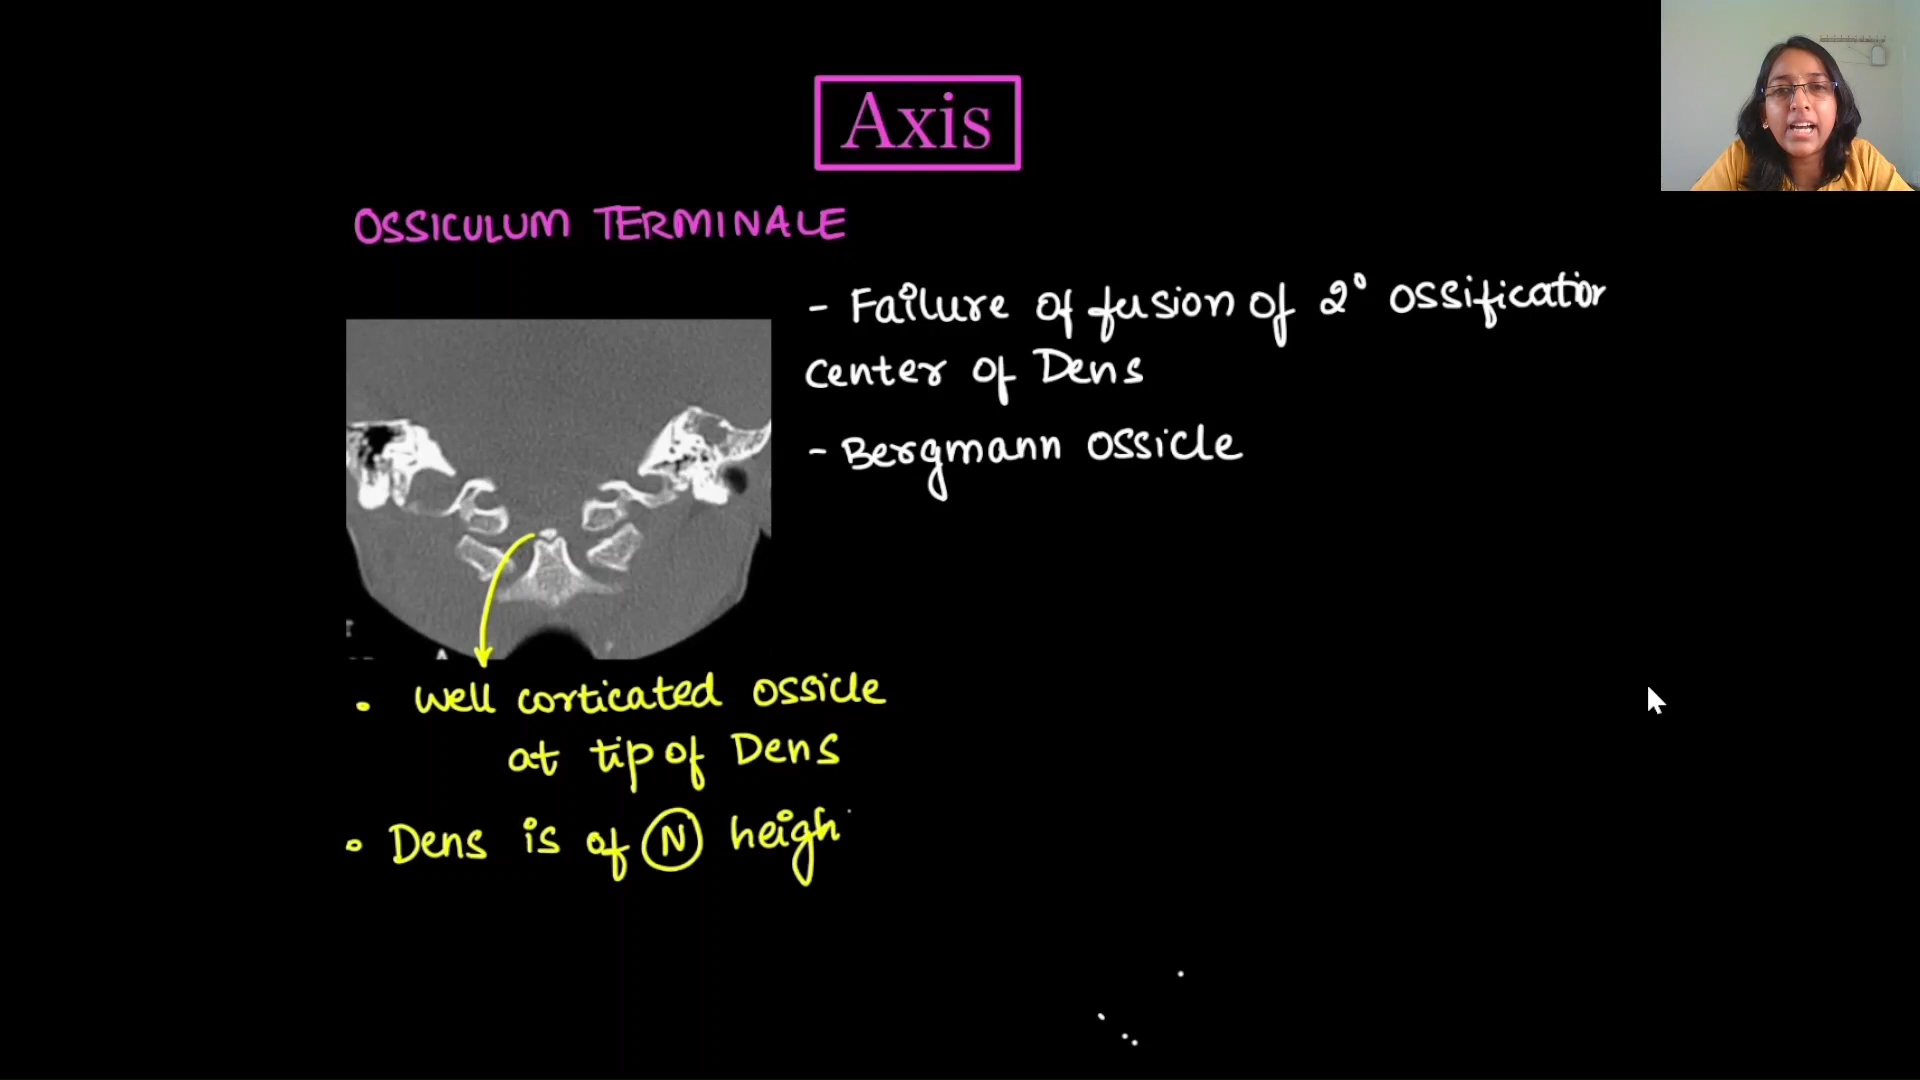 Axis
OSSICULUM TERMINALE
- Failure of fusion of 2° ossification
center of Dens
- Bergmann ossicle
• well corticated ossicle
at tip of Dens
• Dens is of N heigh